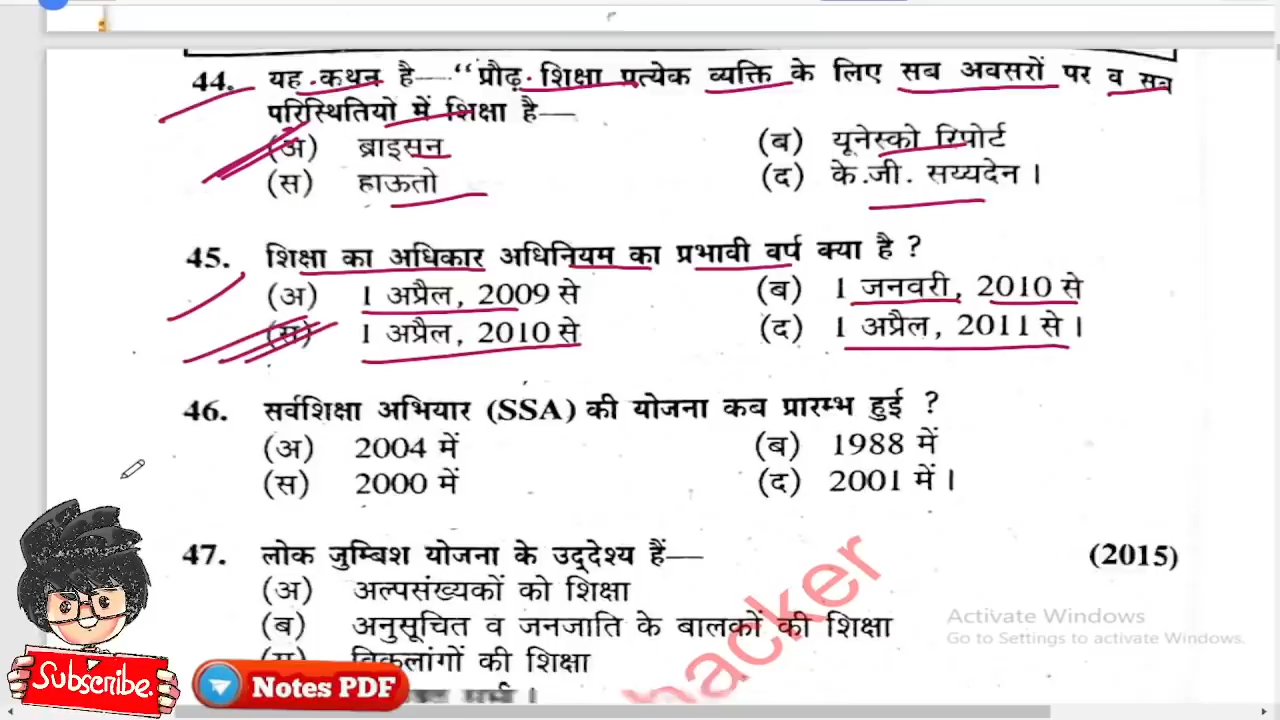 44. यह कथन है— “प्रौढ़ शिक्षा प्रत्येक व्यक्ति के लिए सब अवसरों पर व सब
परिस्थितियो में शिक्षा है—
(अ) ब्राइसन (ब) यूनेस्को रिपोर्ट
(स) हाऊतो (द) के.जी. सय्यदेन ।
45. शिक्षा का अधिकार अधिनियम का प्रभावी वर्ष क्या है ?
(अ) 1 अप्रैल, 2009 से (ब) 1 जनवरी, 2010 से
(स) 1 अप्रैल, 2010 से (द) 1 अप्रैल, 2011 से ।
46. सर्वशिक्षा अभियार (SSA) की योजना कब प्रारम्भ हुई ?
(अ) 2004 में (ब) 1988 में
(स) 2000 में (द) 2001 में ।
47. लोक जुम्बिश योजना के उद्देश्य हैं— (2015)
(अ) अल्पसंख्यकों को शिक्षा
(ब) अनुसूचित व जनजाति के बालकों की शिक्षा
(स) विकलांगों की शिक्षा
hacker
Activate Windows
Go to Settings to activate Windows.
Subscribe.
Notes PDF